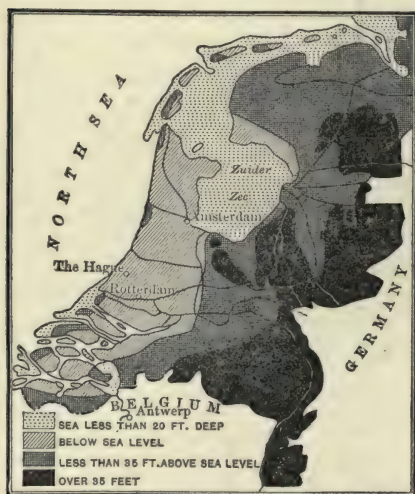 NORTH SEA
Zuider
Zee
Amsterdam
The Hague
Rotterdam
GERMANY
BELGIUM
Antwerp
SEA LESS THAN 20 FT. DEEP
BELOW SEA LEVEL
LESS THAN 35 FT. ABOVE SEA LEVEL
OVER 35 FEET